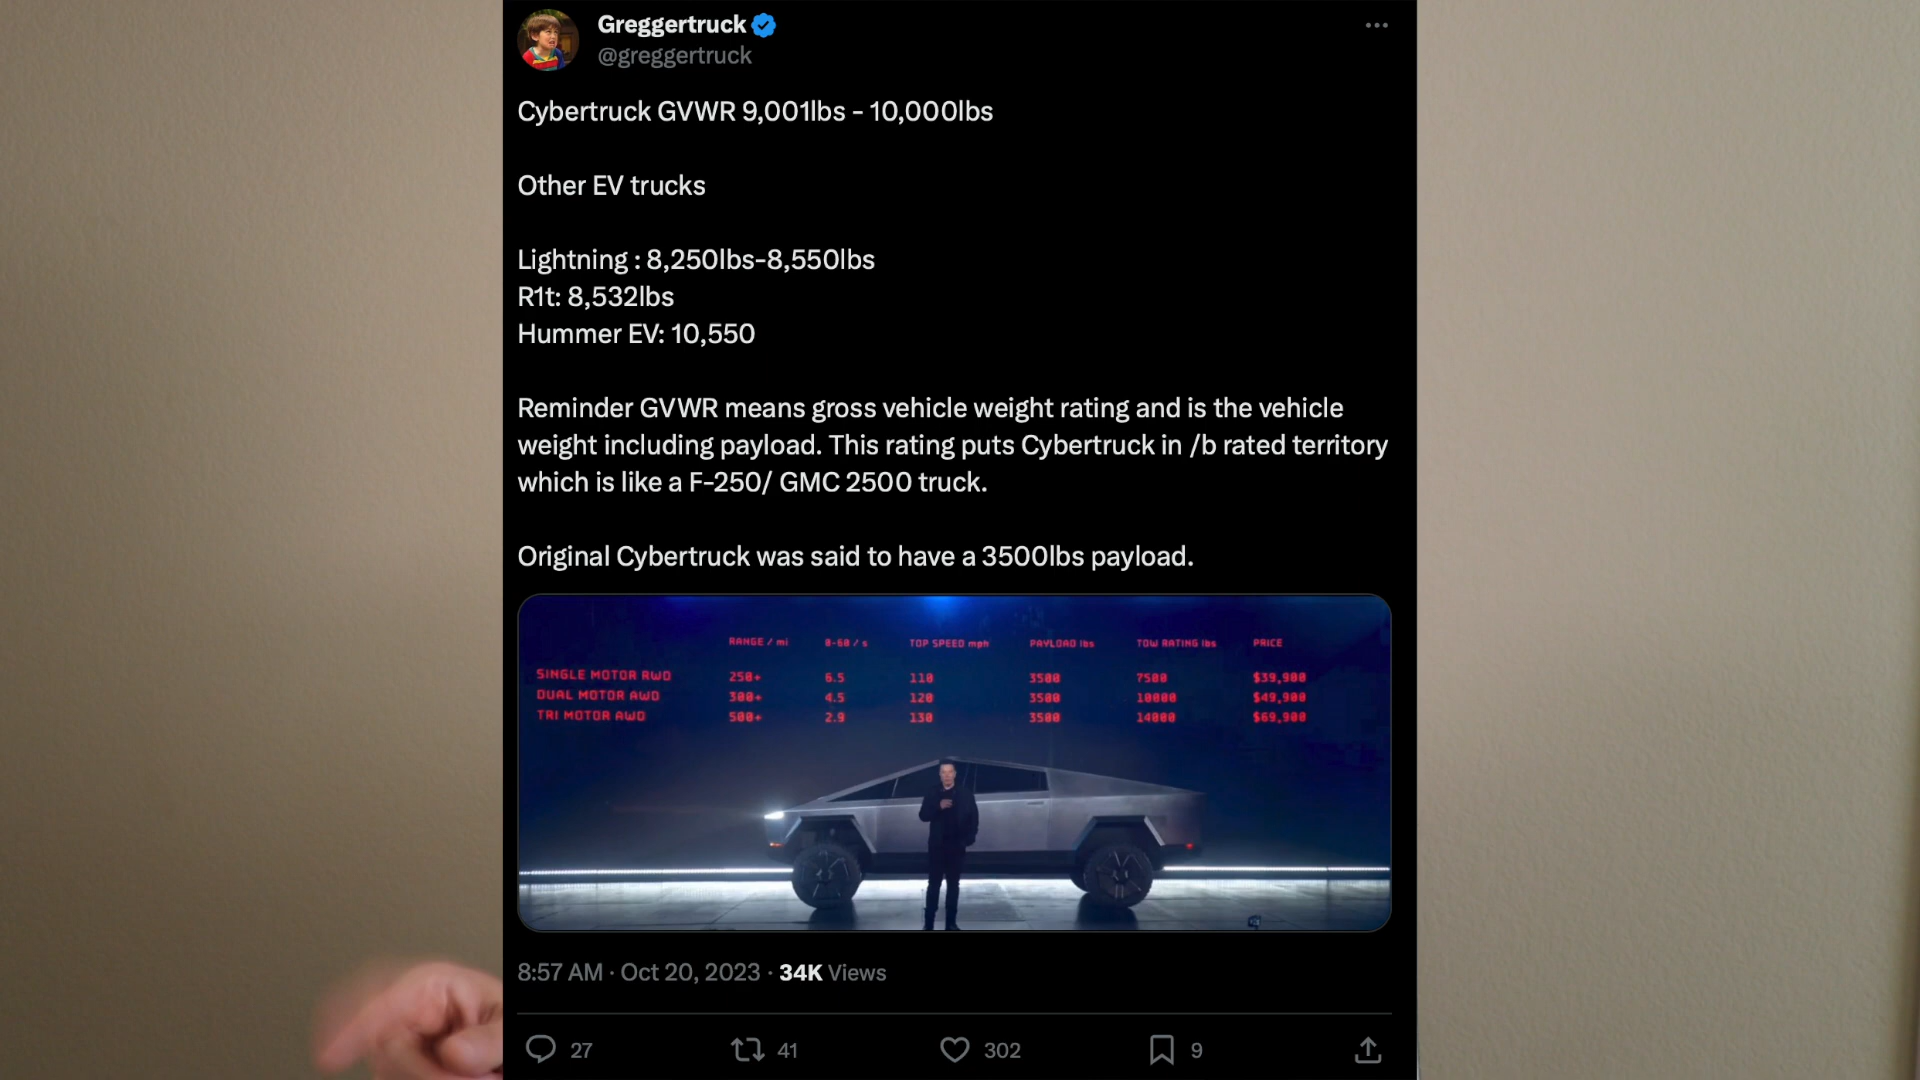 Greggertruck
@greggertruck
Cybertruck GVWR 9,001lbs - 10,000lbs
Other EV trucks
Lightning : 8,250lbs-8,550lbs
R1t: 8,532lbs
Hummer EV: 10,550
Reminder GVWR means gross vehicle weight rating and is the vehicle
weight including payload. This rating puts Cybertruck in /b rated territory
which is like a F-250/ GMC 2500 truck.
Original Cybertruck was said to have a 3500lbs payload.
RANGE / mi 0-60 / s TOP SPEED mph PAYLOAD lbs TOW RATING lbs PRICE
SINGLE MOTOR RWD 250+ 6.5 110 3500 7500 $39,900
DUAL MOTOR AWD 300+ 4.5 120 3500 10000 $49,900
TRI MOTOR AWD 500+ 2.9 130 3500 14000 $69,900
8:57 AM · Oct 20, 2023 · 34K Views
27 41 302 9